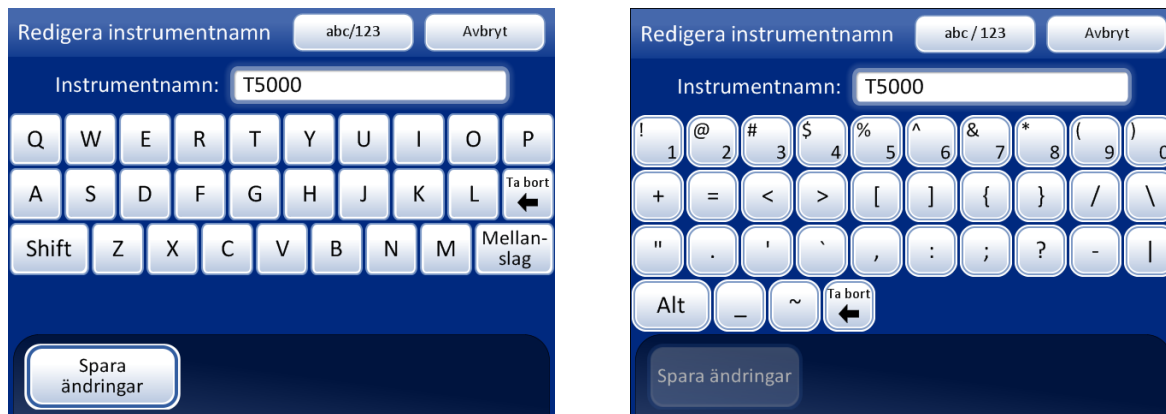 Redigera instrumentnamn abc/123 Avbryt
Instrumentnamn: T5000
Q W E R T Y U I O P
A S D F G H J K L Ta bort
Shift Z X C V B N M Mellan-
slag
Spara
ändringar
Redigera instrumentnamn abc / 123 Avbryt
Instrumentnamn: T5000
! @ # $ % ^ & * ( )
1 2 3 4 5 6 7 8 9 0
+ = < > [ ] { } / \
" . ' ` , : ; ? - |
Alt _ ~ Ta bort
Spara ändringar